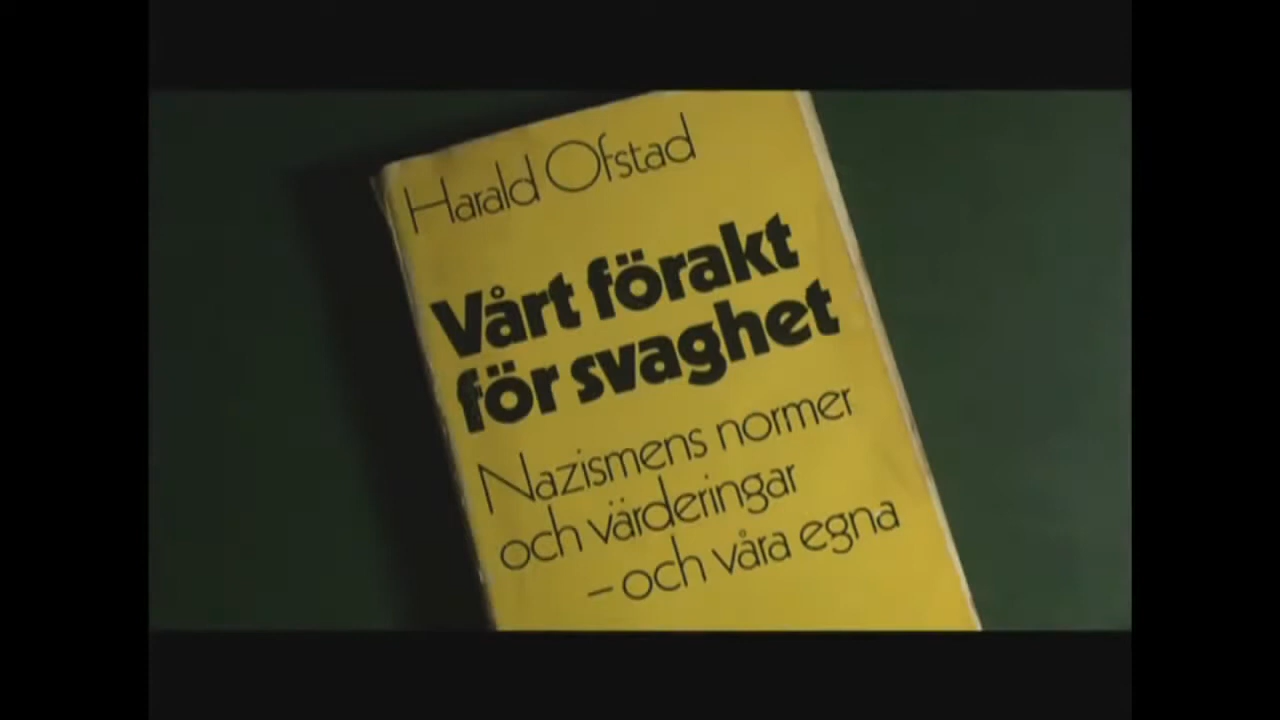 Harald Ofstad
Vårt förakt
för svaghet
Nazismens normer
och värderingar
– och våra egna